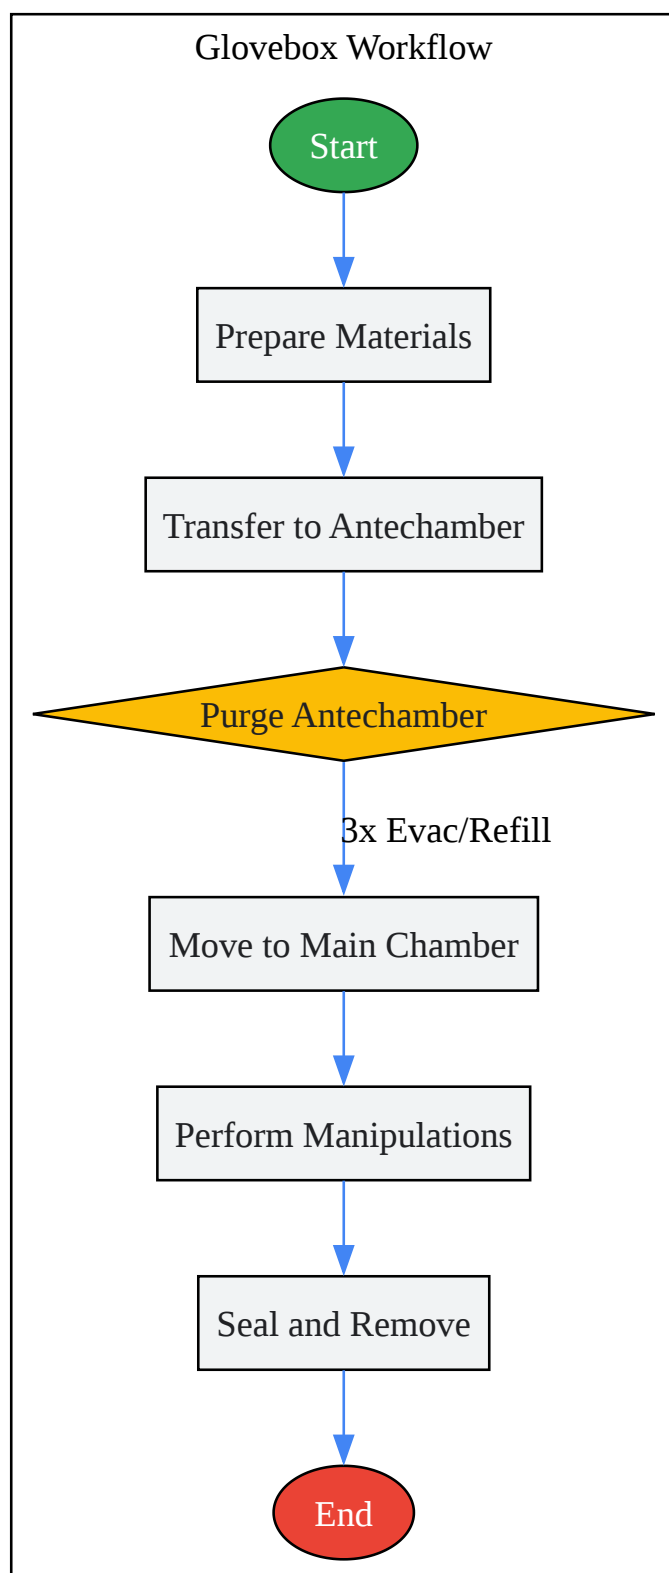 Glovebox Workflow
Start
Prepare Materials
Transfer to Antechamber
Purge Antechamber
3x Evac/Refill
Move to Main Chamber
Perform Manipulations
Seal and Remove
End